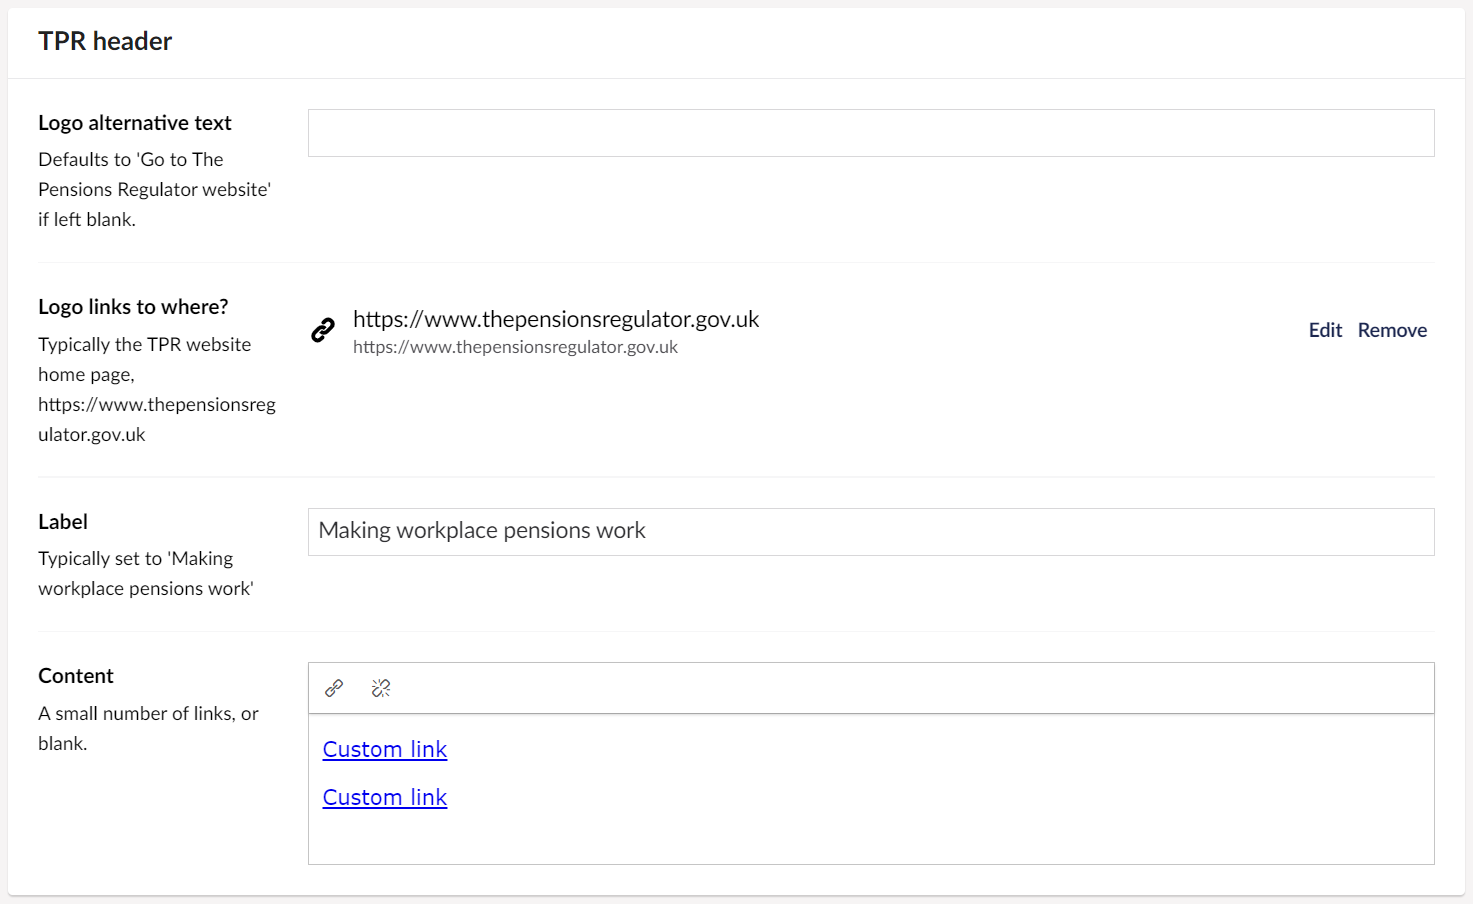 TPR header
Logo alternative text
Defaults to 'Go to The
Pensions Regulator website'
if left blank.
Logo links to where?
Typically the TPR website
home page,
https://www.thepensionsreg
ulator.gov.uk
https://www.thepensionsregulator.gov.uk
https://www.thepensionsregulator.gov.uk
Edit Remove
Label
Typically set to 'Making
workplace pensions work'
Making workplace pensions work
Content
A small number of links, or
blank.
Custom link
Custom link